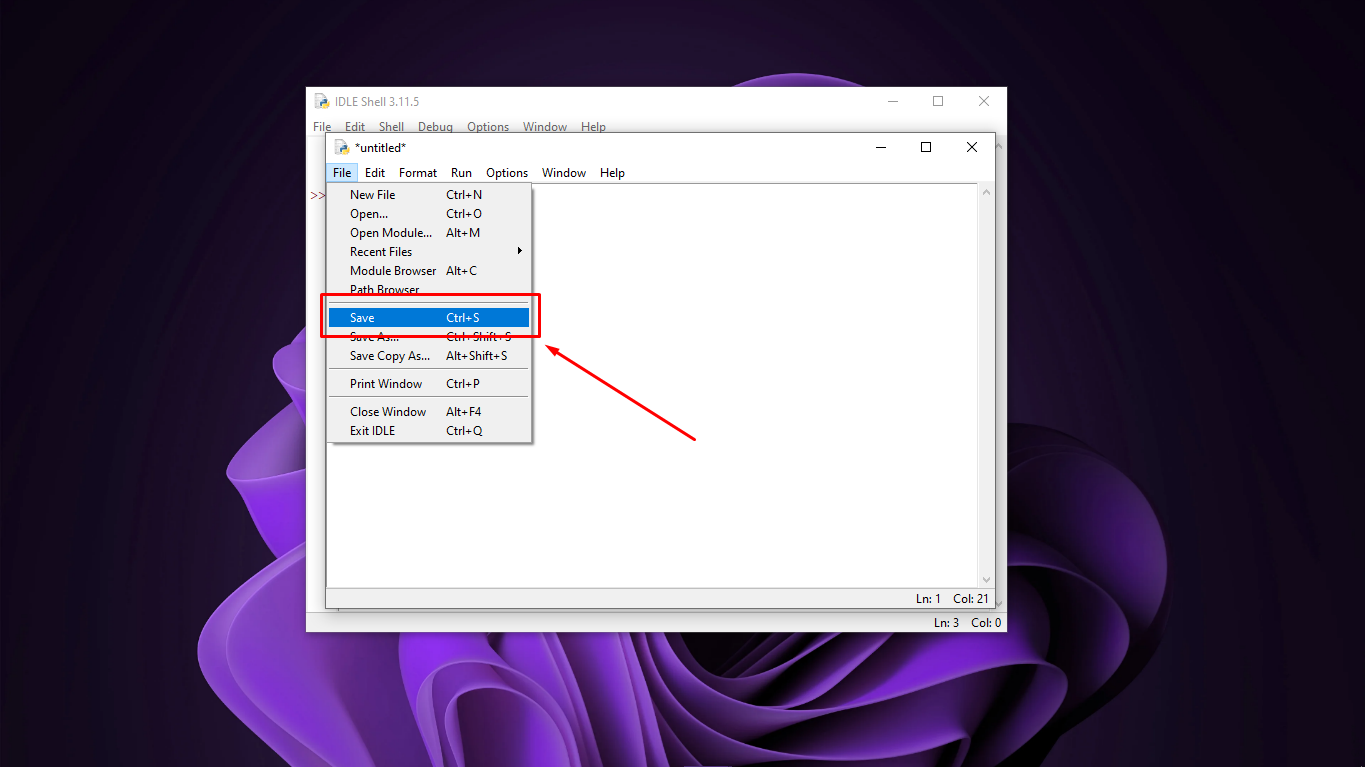 IDLE Shell 3.11.5
File Edit Shell Debug Options Window Help
*untitled*
File Edit Format Run Options Window Help
>>
New File Ctrl+N
Open... Ctrl+O
Open Module... Alt+M
Recent Files
Module Browser Alt+C
Path Browser
Save Ctrl+S
Save As... Ctrl+Shift+S
Save Copy As... Alt+Shift+S
Print Window Ctrl+P
Close Window Alt+F4
Exit IDLE Ctrl+Q
Ln: 1 Col: 21
Ln: 3 Col: 0